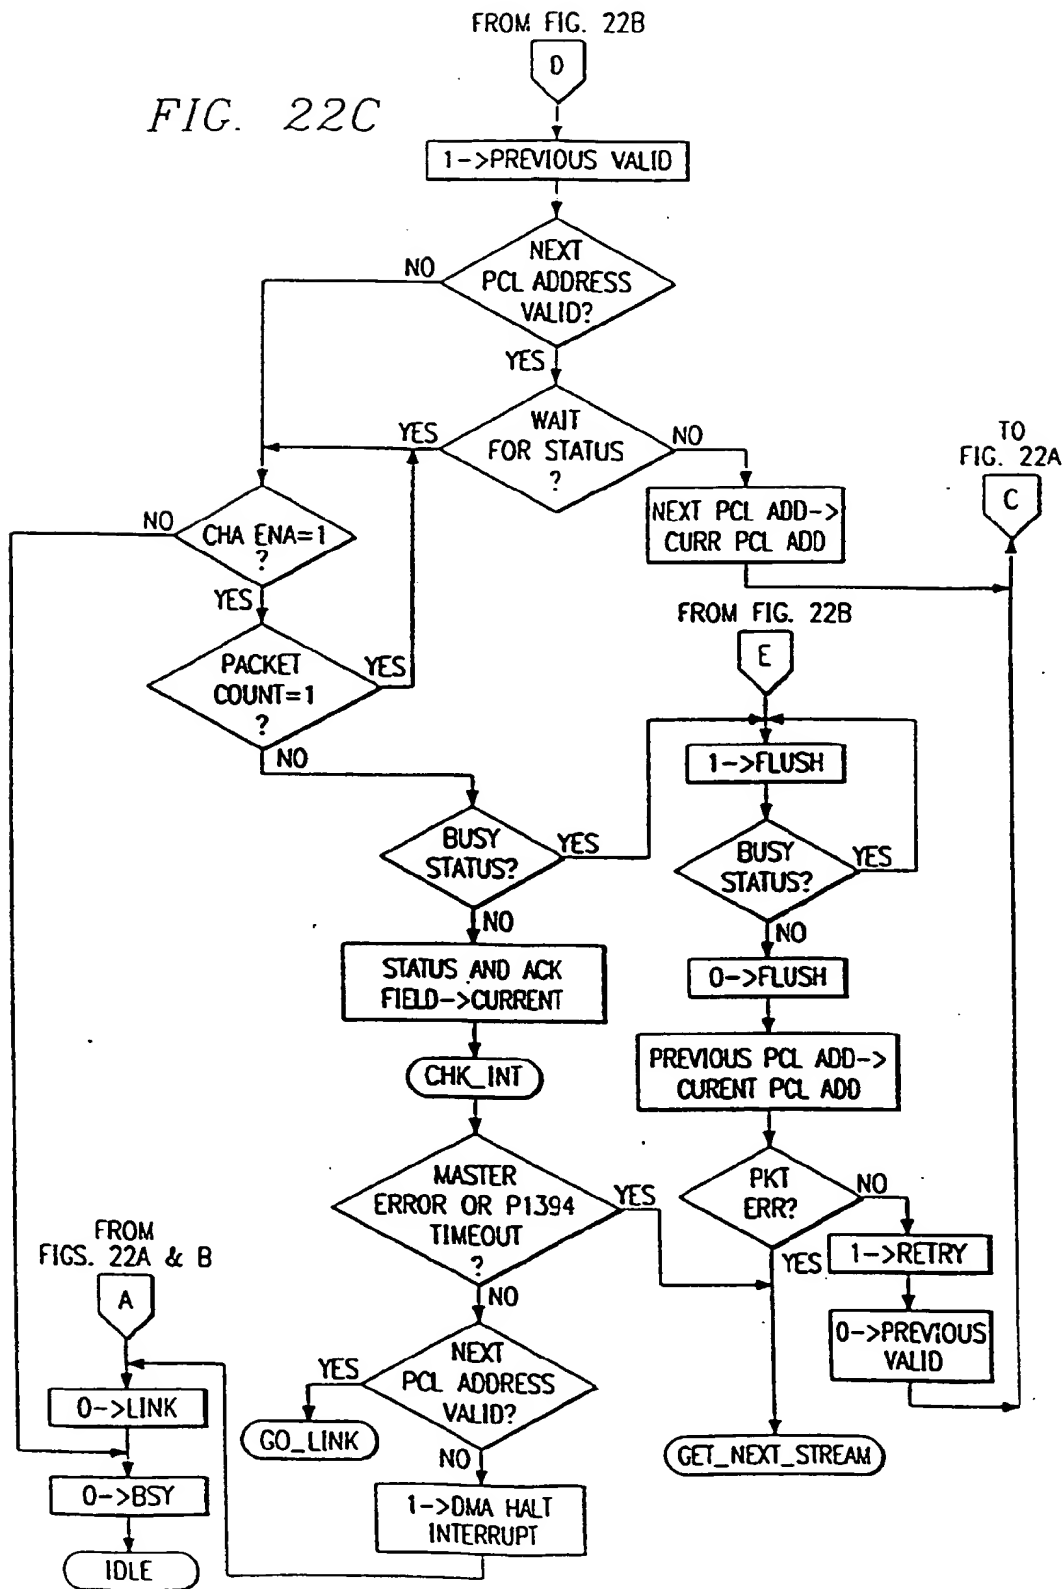 FROM FIG. 22B
D
FIG. 22C
1->PREVIOUS VALID
NEXT
PCL ADDRESS
VALID?
NO
YES
WAIT
FOR STATUS
?
YES
NO
NEXT PCL ADD->
CURR PCL ADD
TO
FIG. 22A
C
CHA ENA=1
?
NO
YES
PACKET
COUNT=1
?
YES
NO
FROM FIG. 22B
E
1->FLUSH
BUSY
STATUS?
YES
NO
BUSY
STATUS?
YES
NO
0->FLUSH
STATUS AND ACK
FIELD->CURRENT
CHK_INT
PREVIOUS PCL ADD->
CURENT PCL ADD
MASTER
ERROR OR P1394
TIMEOUT
?
YES
NO
PKT
ERR?
NO
YES
1->RETRY
0->PREVIOUS
VALID
FROM
FIGS. 22A & B
A
0->LINK
0->BSY
IDLE
NEXT
PCL ADDRESS
VALID?
YES
NO
GO_LINK
1->DMA HALT
INTERRUPT
GET_NEXT_STREAM